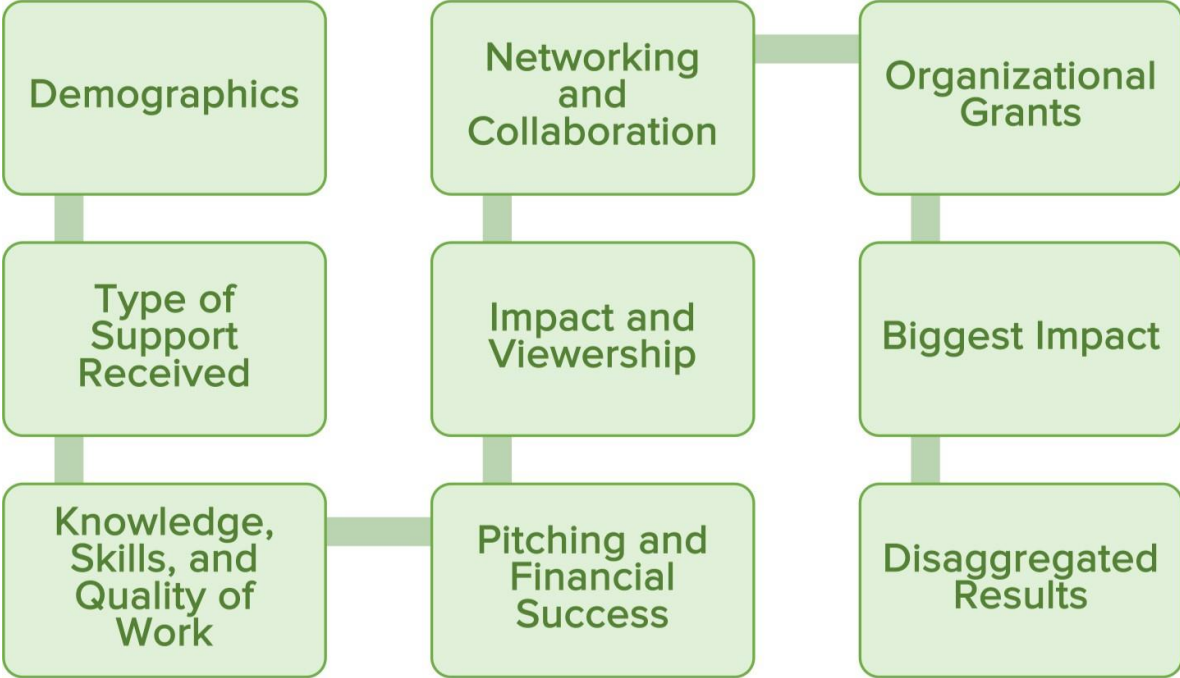 Demographics
Type of
Support
Received
Knowledge,
Skills, and
Quality of
Work
Pitching and
Financial
Success
Impact and
Viewership
Networking
and
Collaboration
Organizational
Grants
Biggest Impact
Disaggregated
Results